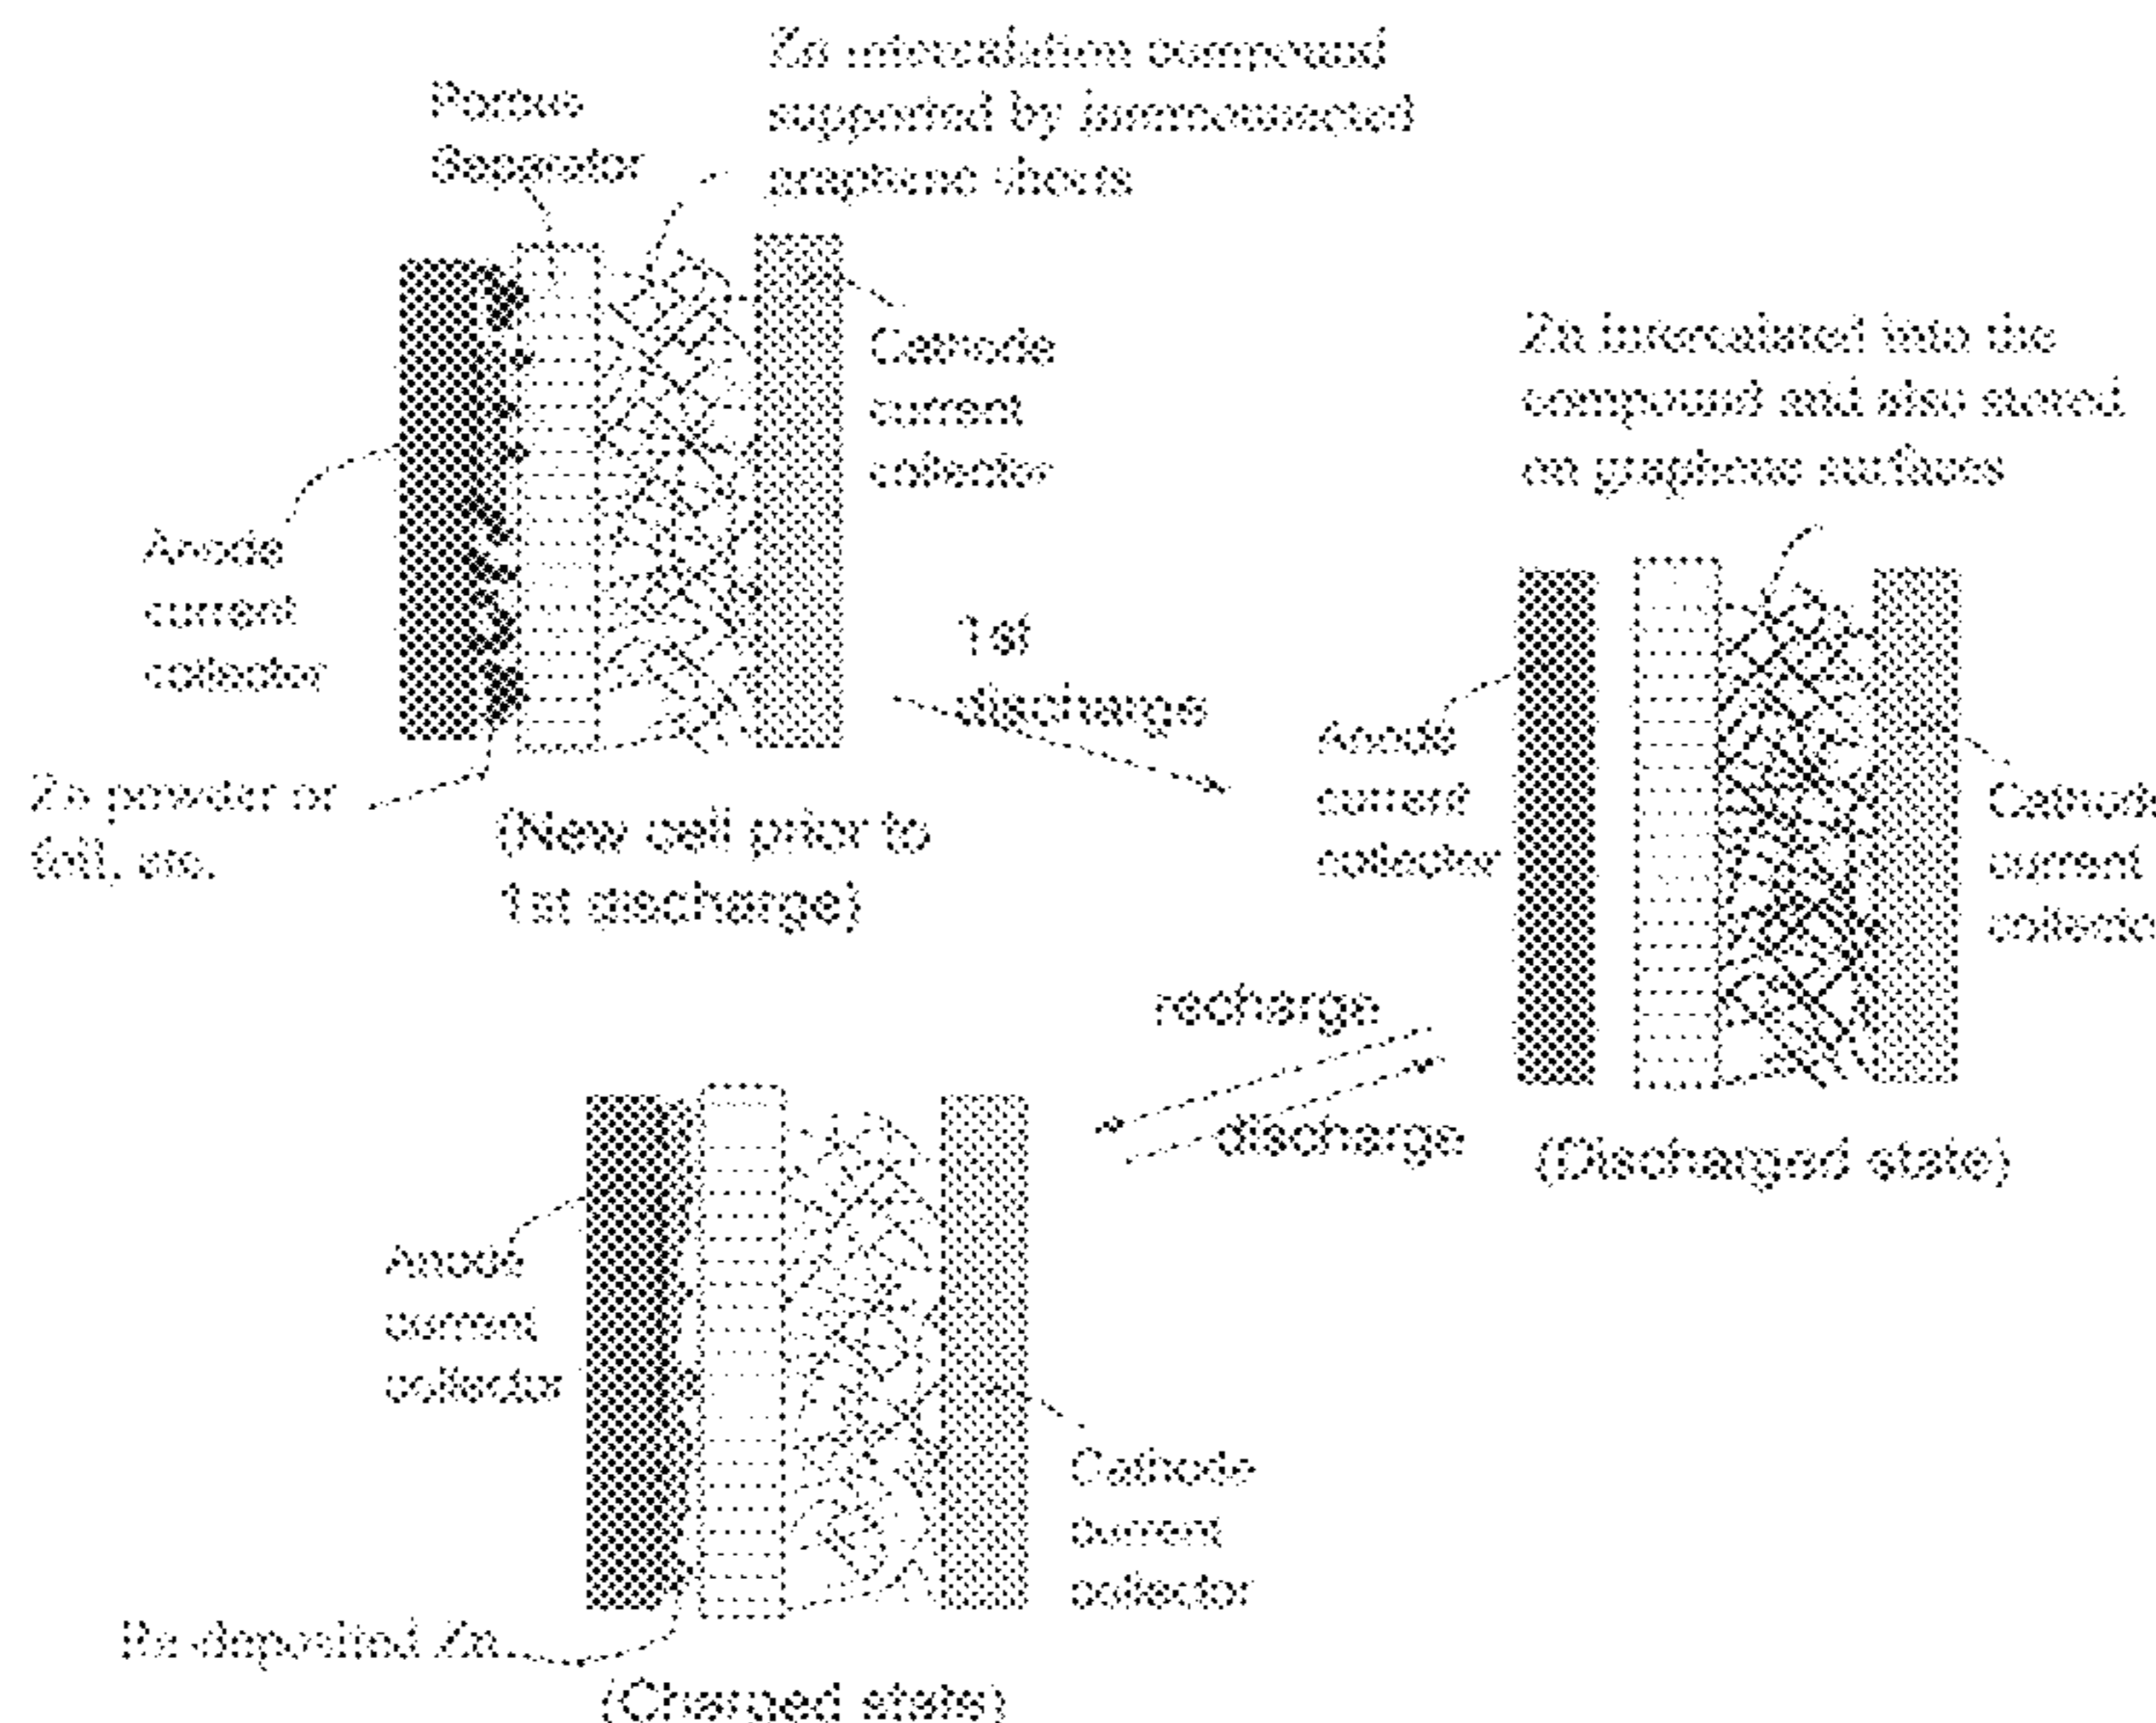 Zn intercalation compound
supported by interconnected
graphene sheets
Porous
Separator
Cathode
current
collector
Anode
current
collector
Zn powder or
foil, etc.
(New cell prior to
1st discharge)
1st
discharge
Zn intercalated into the
compound and also stored
on graphene surfaces
Anode
current
collector
Cathod
current
collecto
(Discharged state)
recharge
discharge
Anode
current
collector
Cathode
current
collector
Re-deposited Zn
(Charged state)